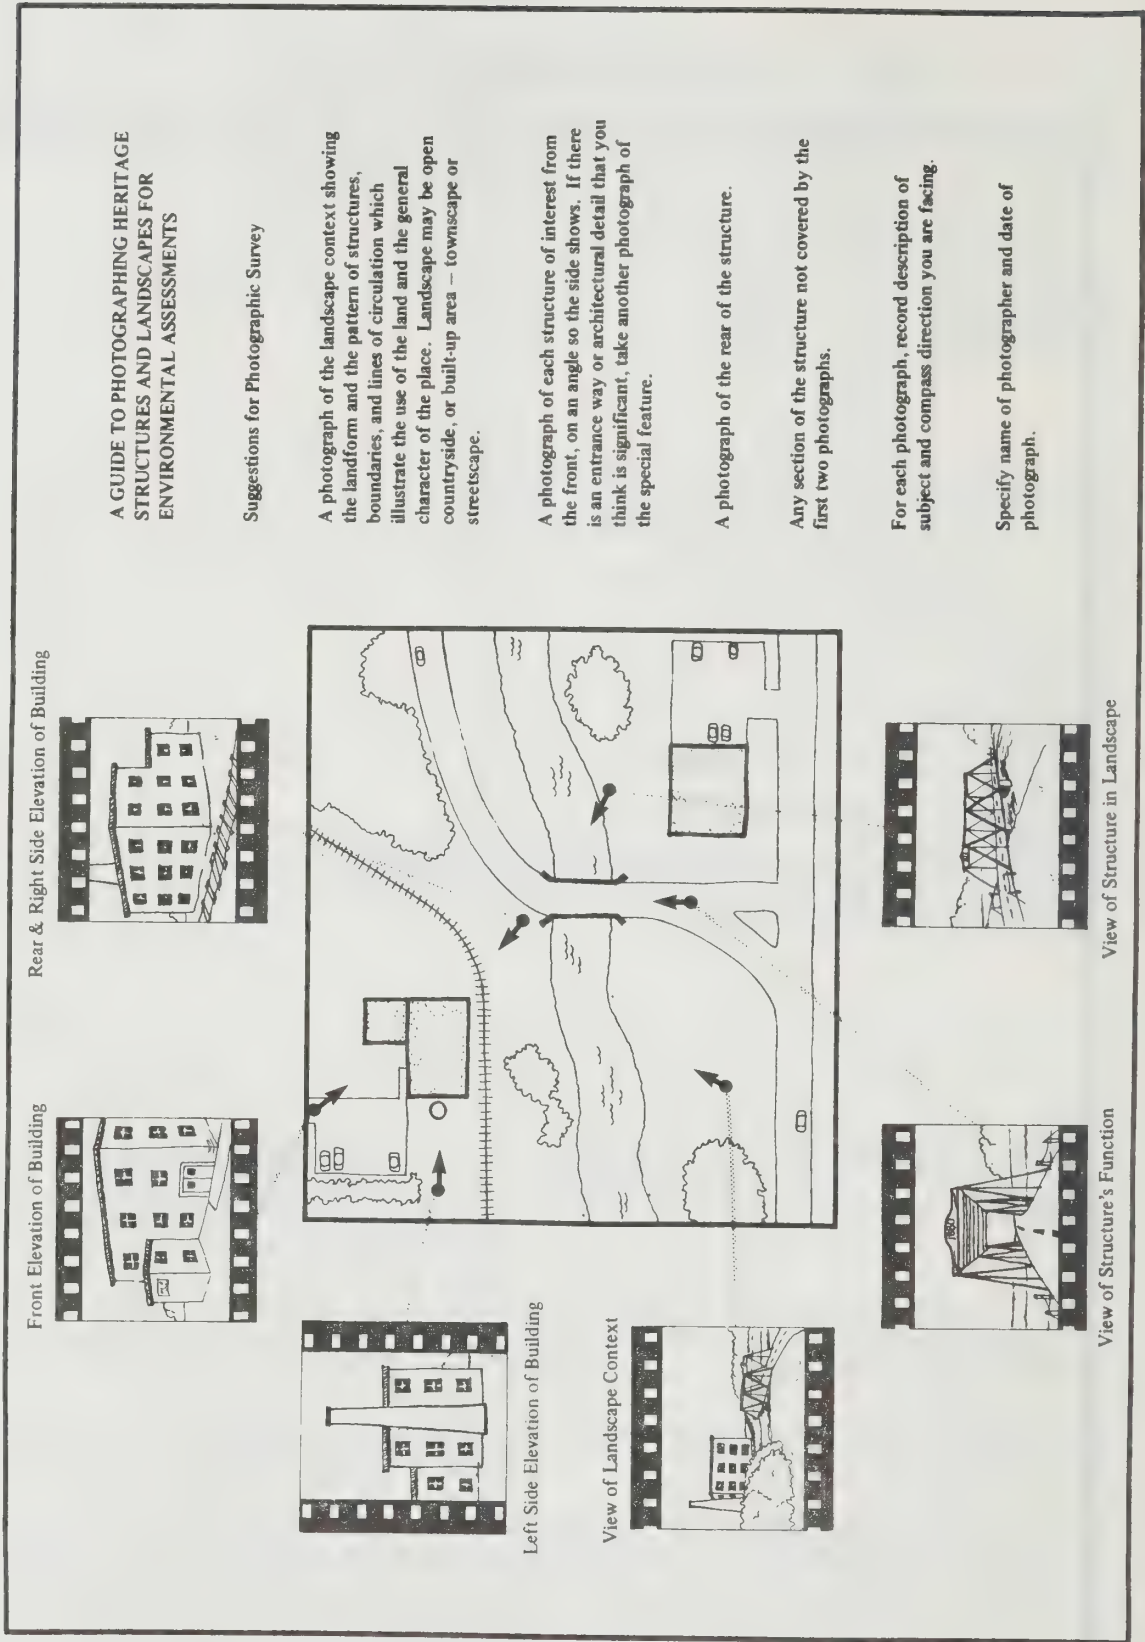 A GUIDE TO PHOTOGRAPHING HERITAGE
STRUCTURES AND LANDSCAPES FOR
ENVIRONMENTAL ASSESSMENTS
Suggestions for Photographic Survey
A photograph of the landscape context showing
the landform and the pattern of structures,
boundaries, and lines of circulation which
illustrate the use of the land and the general
character of the place. Landscape may be open
countryside, or built-up area – townscape or
streetscape.
A photograph of each structure of interest from
the front, on an angle so the side shows. If there
is an entrance way or architectural detail that you
think is significant, take another photograph of
the special feature.
A photograph of the rear of the structure.
Any section of the structure not covered by the
first two photographs.
For each photograph, record description of
subject and compass direction you are facing.
Specify name of photographer and date of
photograph.
Front Elevation of Building
Rear & Right Side Elevation of Building
Left Side Elevation of Building
View of Landscape Context
View of Structure's Function
1980
View of Structure in Landscape